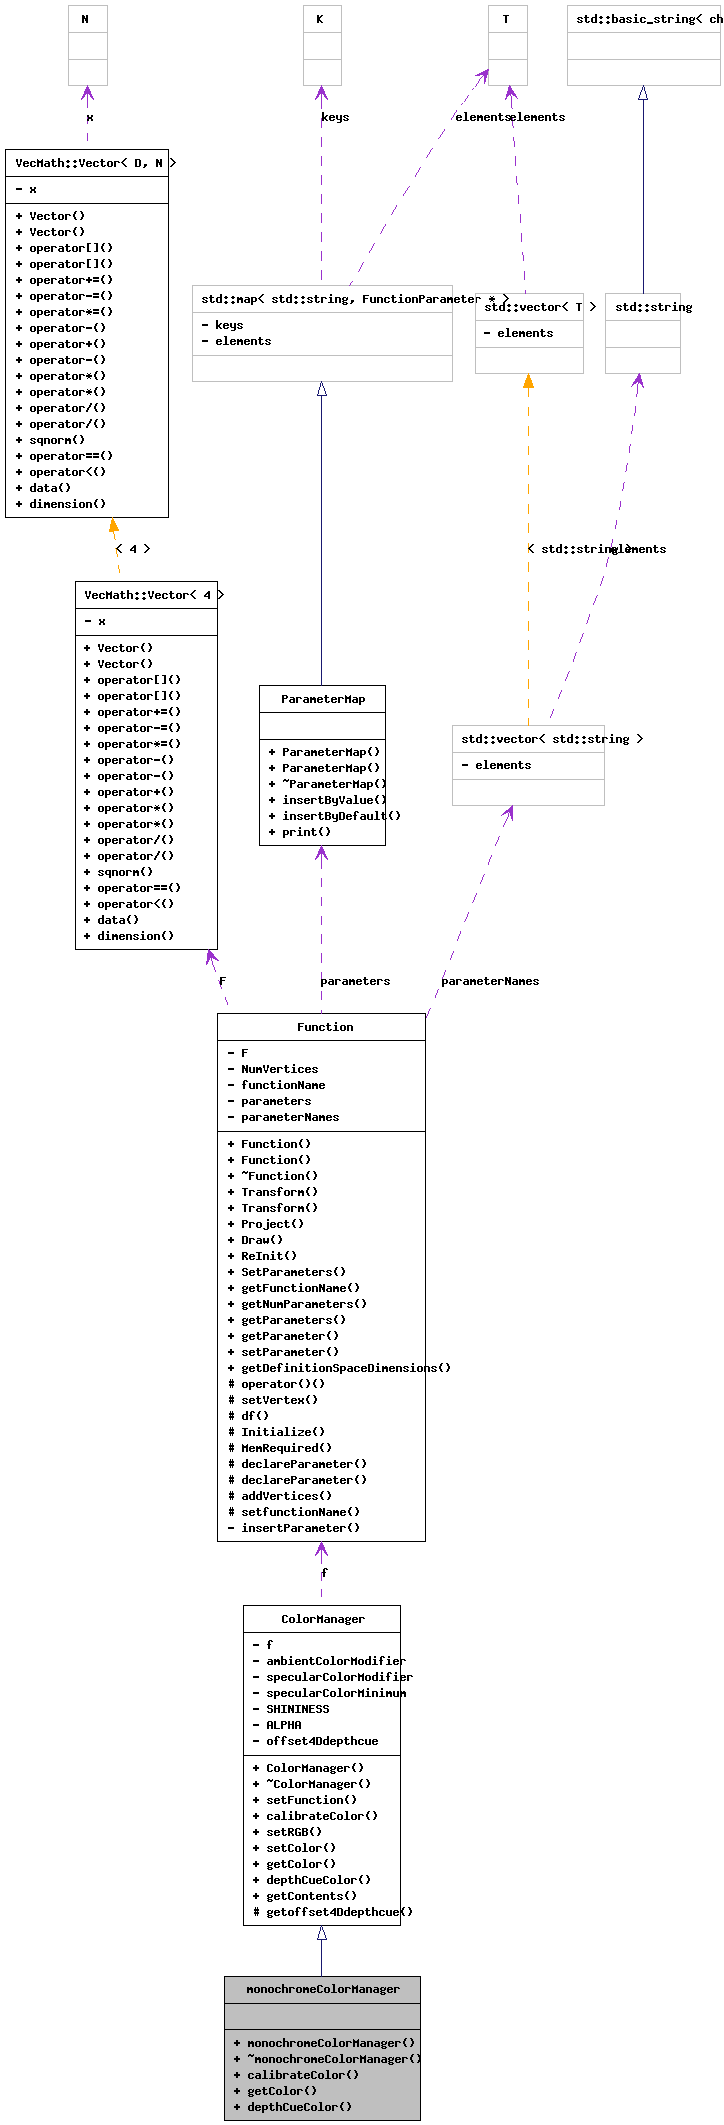 N
K
T
std::basic_string< ch
x
keys
elements
elements
VecMath::Vector< D, N >
- x
+ Vector()
+ Vector()
+ operator[]()
+ operator[]()
+ operator+=()
+ operator-=()
+ operator*=()
+ operator-()
+ operator+()
+ operator-()
+ operator*()
+ operator*()
+ operator/()
+ operator/()
+ sqnorm()
+ operator==()
+ operator<()
+ data()
+ dimension()
std::map< std::string, FunctionParameter * >
- keys
- elements
std::vector< T >
- elements
std::string
< 4 >
< std::string >
elements
VecMath::Vector< 4 >
- x
+ Vector()
+ Vector()
+ operator[]()
+ operator[]()
+ operator+=()
+ operator-=()
+ operator*=()
+ operator-()
+ operator-()
+ operator+()
+ operator*()
+ operator*()
+ operator/()
+ operator/()
+ sqnorm()
+ operator==()
+ operator<()
+ data()
+ dimension()
ParameterMap
+ ParameterMap()
+ ParameterMap()
+ ~ParameterMap()
+ insertByValue()
+ insertByDefault()
+ print()
std::vector< std::string >
- elements
F
parameters
parameterNames
Function
- F
- NumVertices
- functionName
- parameters
- parameterNames
+ Function()
+ Function()
+ ~Function()
+ Transform()
+ Transform()
+ Project()
+ Draw()
+ ReInit()
+ SetParameters()
+ getFunctionName()
+ getNumParameters()
+ getParameters()
+ getParameter()
+ setParameter()
+ getDefinitionSpaceDimensions()
# operator()()
# setVertex()
# df()
# Initialize()
# MemRequired()
# declareParameter()
# declareParameter()
# addVertices()
# setfunctionName()
- insertParameter()
f
ColorManager
- f
- ambientColorModifier
- specularColorModifier
- specularColorMinimum
- SHININESS
- ALPHA
- offset4Ddepthcue
+ ColorManager()
+ ~ColorManager()
+ setFunction()
+ calibrateColor()
+ setRGB()
+ setColor()
+ getColor()
+ depthCueColor()
+ getContents()
# getoffset4Ddepthcue()
monochromeColorManager
+ monochromeColorManager()
+ ~monochromeColorManager()
+ calibrateColor()
+ getColor()
+ depthCueColor()